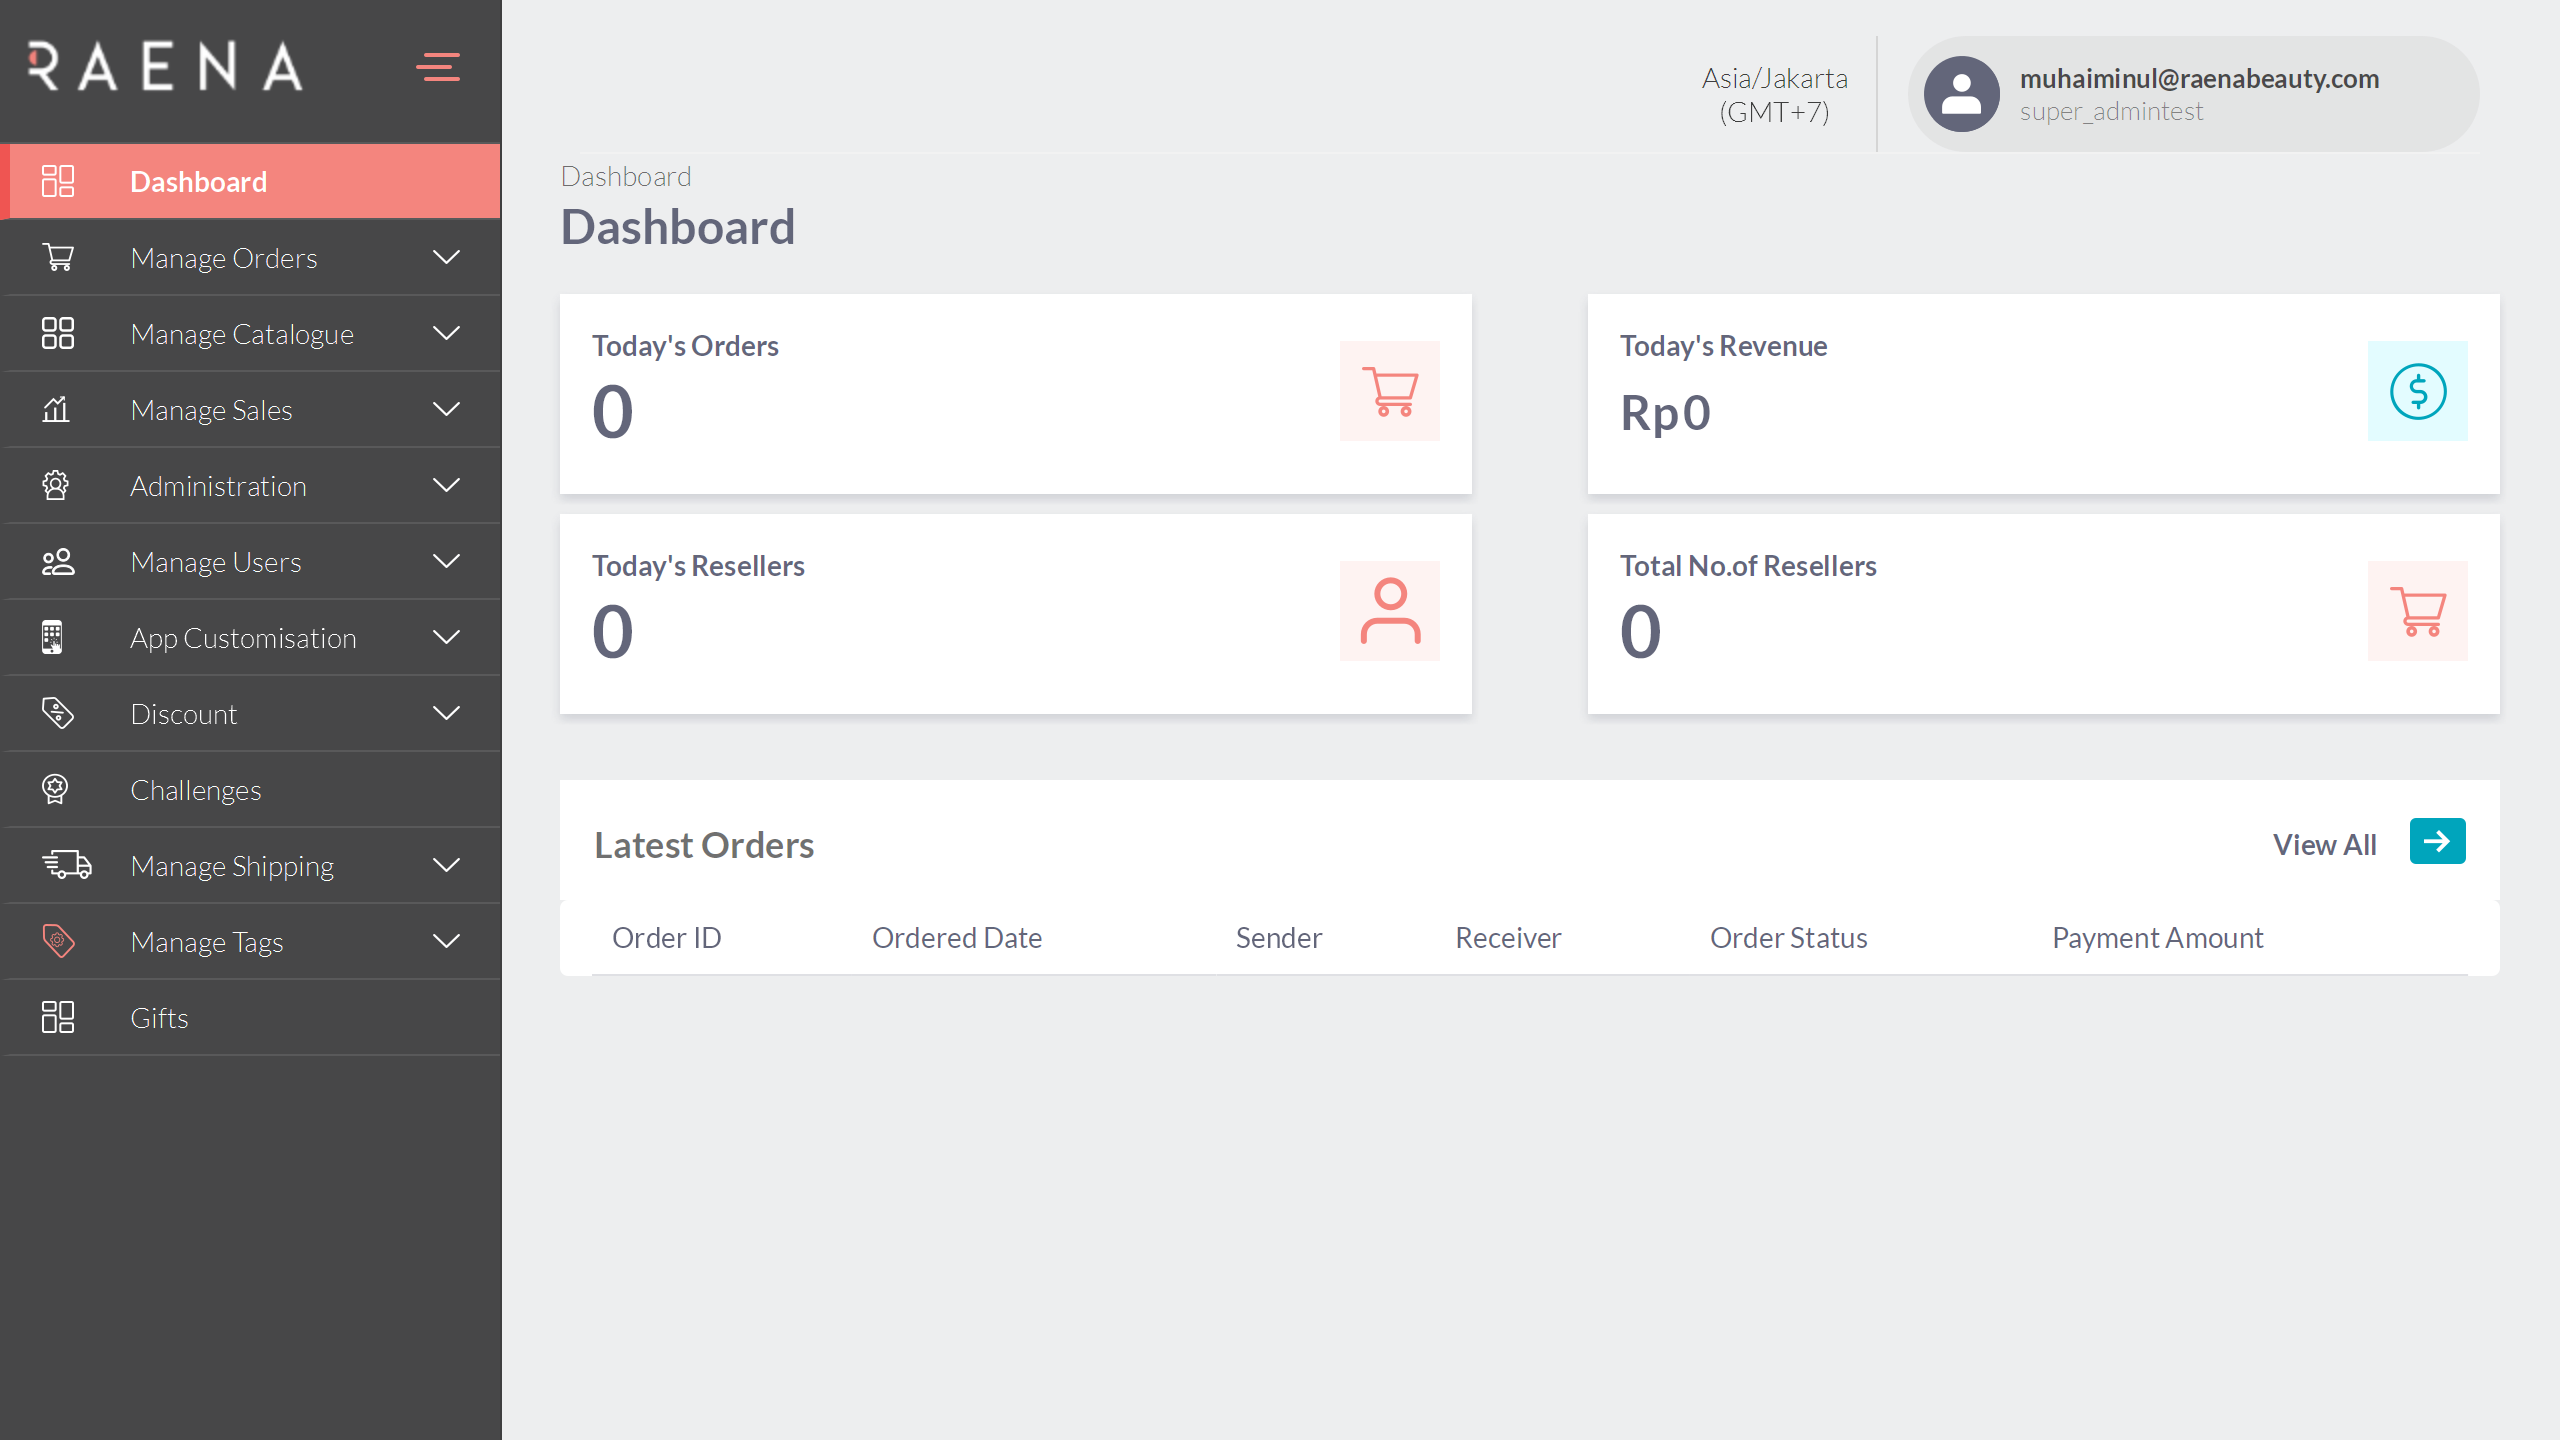 RAENA
Asia/Jakarta
(GMT+7)
muhaiminul@raenabeauty.com
super_admintest
Dashboard
Manage Orders
Manage Catalogue
Manage Sales
Administration
Manage Users
App Customisation
Discount
Challenges
Manage Shipping
Manage Tags
Gifts
Dashboard
Dashboard
Today's Orders
0
Today's Revenue
Rp0
Today's Resellers
0
Total No.of Resellers
0
Latest Orders
View All
Order ID Ordered Date Sender Receiver Order Status Payment Amount